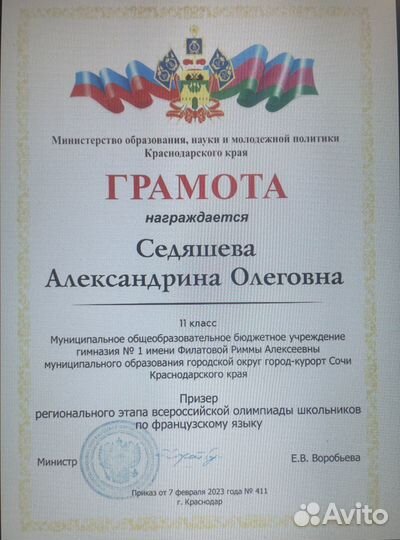 Министерство образования, науки и молодежной политики
Краснодарского края
ГРАМОТА
награждается
Седяшева
Александрина Олеговна
11 класс
Муниципальное общеобразовательное бюджетное учреждение
гимназия № 1 имени Филатовой Риммы Алексеевны
муниципального образования городской округ город-курорт Сочи
Краснодарского края
Призер
регионального этапа всероссийской олимпиады школьников
по французскому языку
Министр
Е.В. Воробьева
Приказ от 7 февраля 2023 года № 411
г. Краснодар
Avito